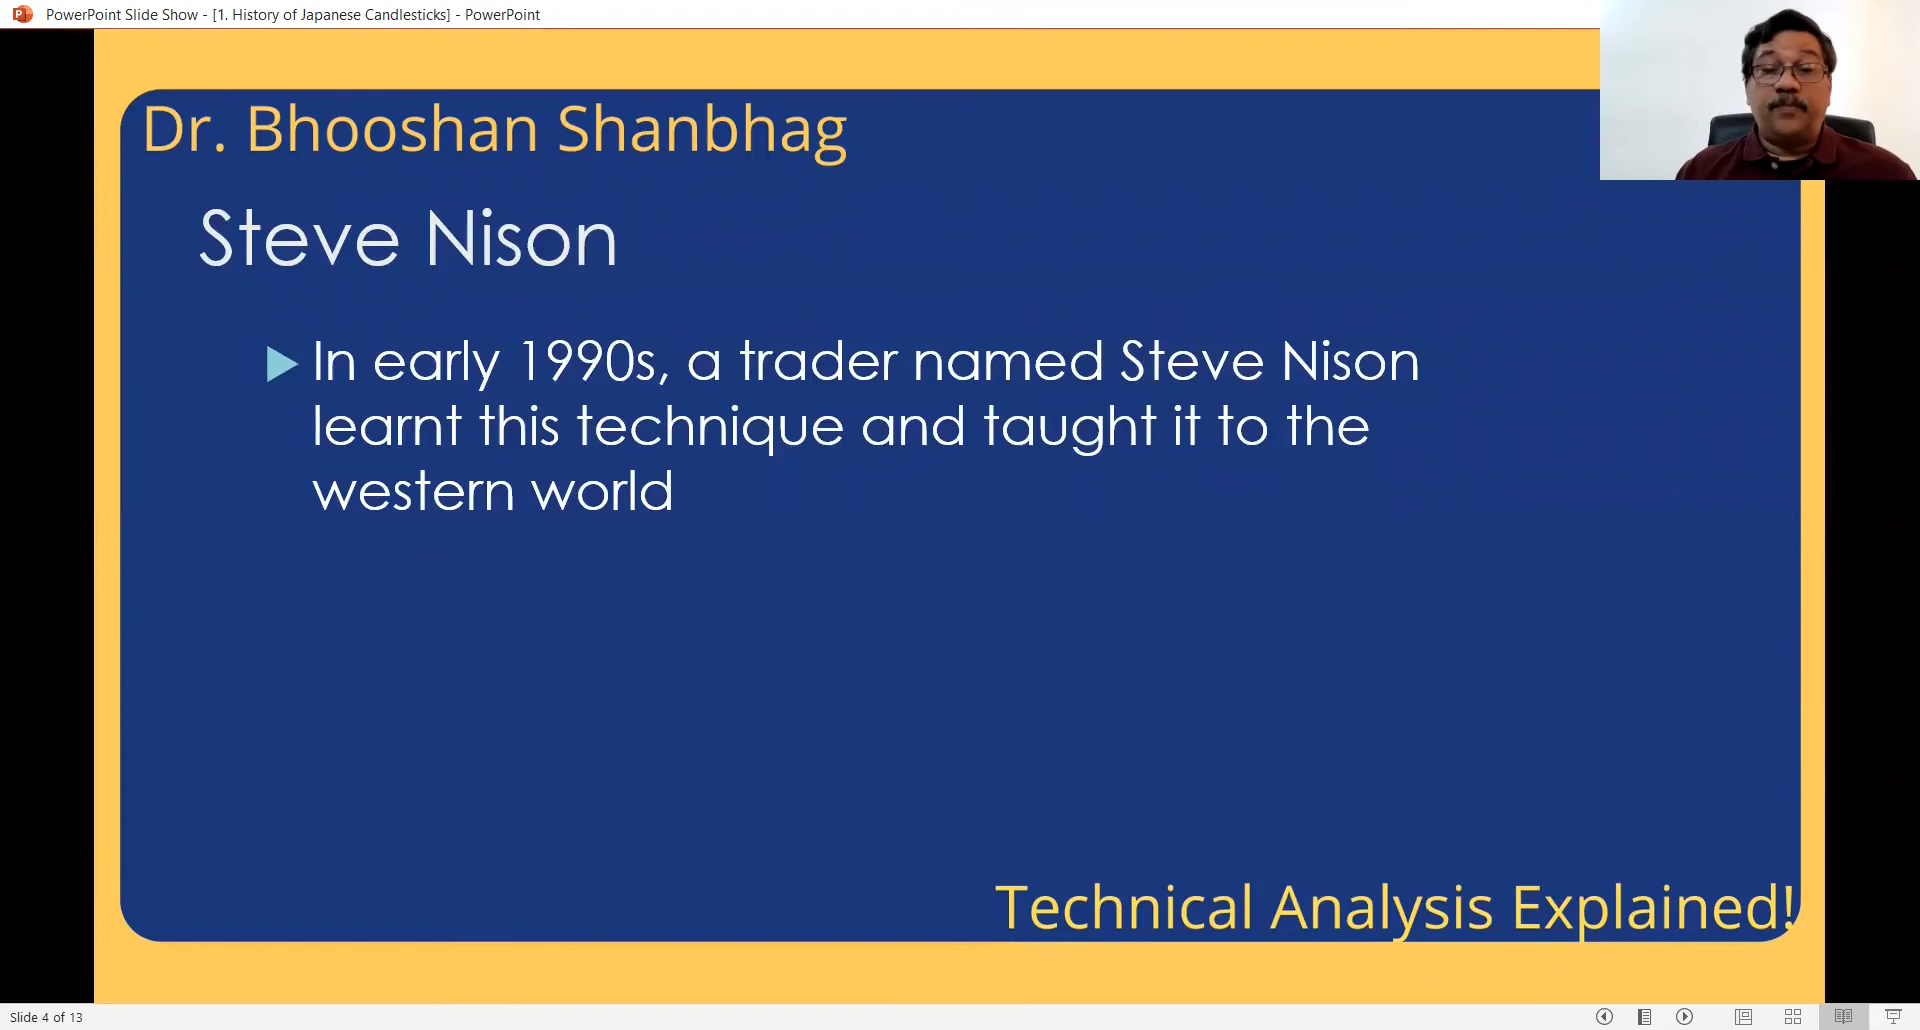 PowerPoint Slide Show - [1. History of Japanese Candlesticks] - PowerPoint
Dr. Bhooshan Shanbhag
Steve Nison
In early 1990s, a trader named Steve Nison
learnt this technique and taught it to the
western world
Technical Analysis Explained!
Slide 4 of 13